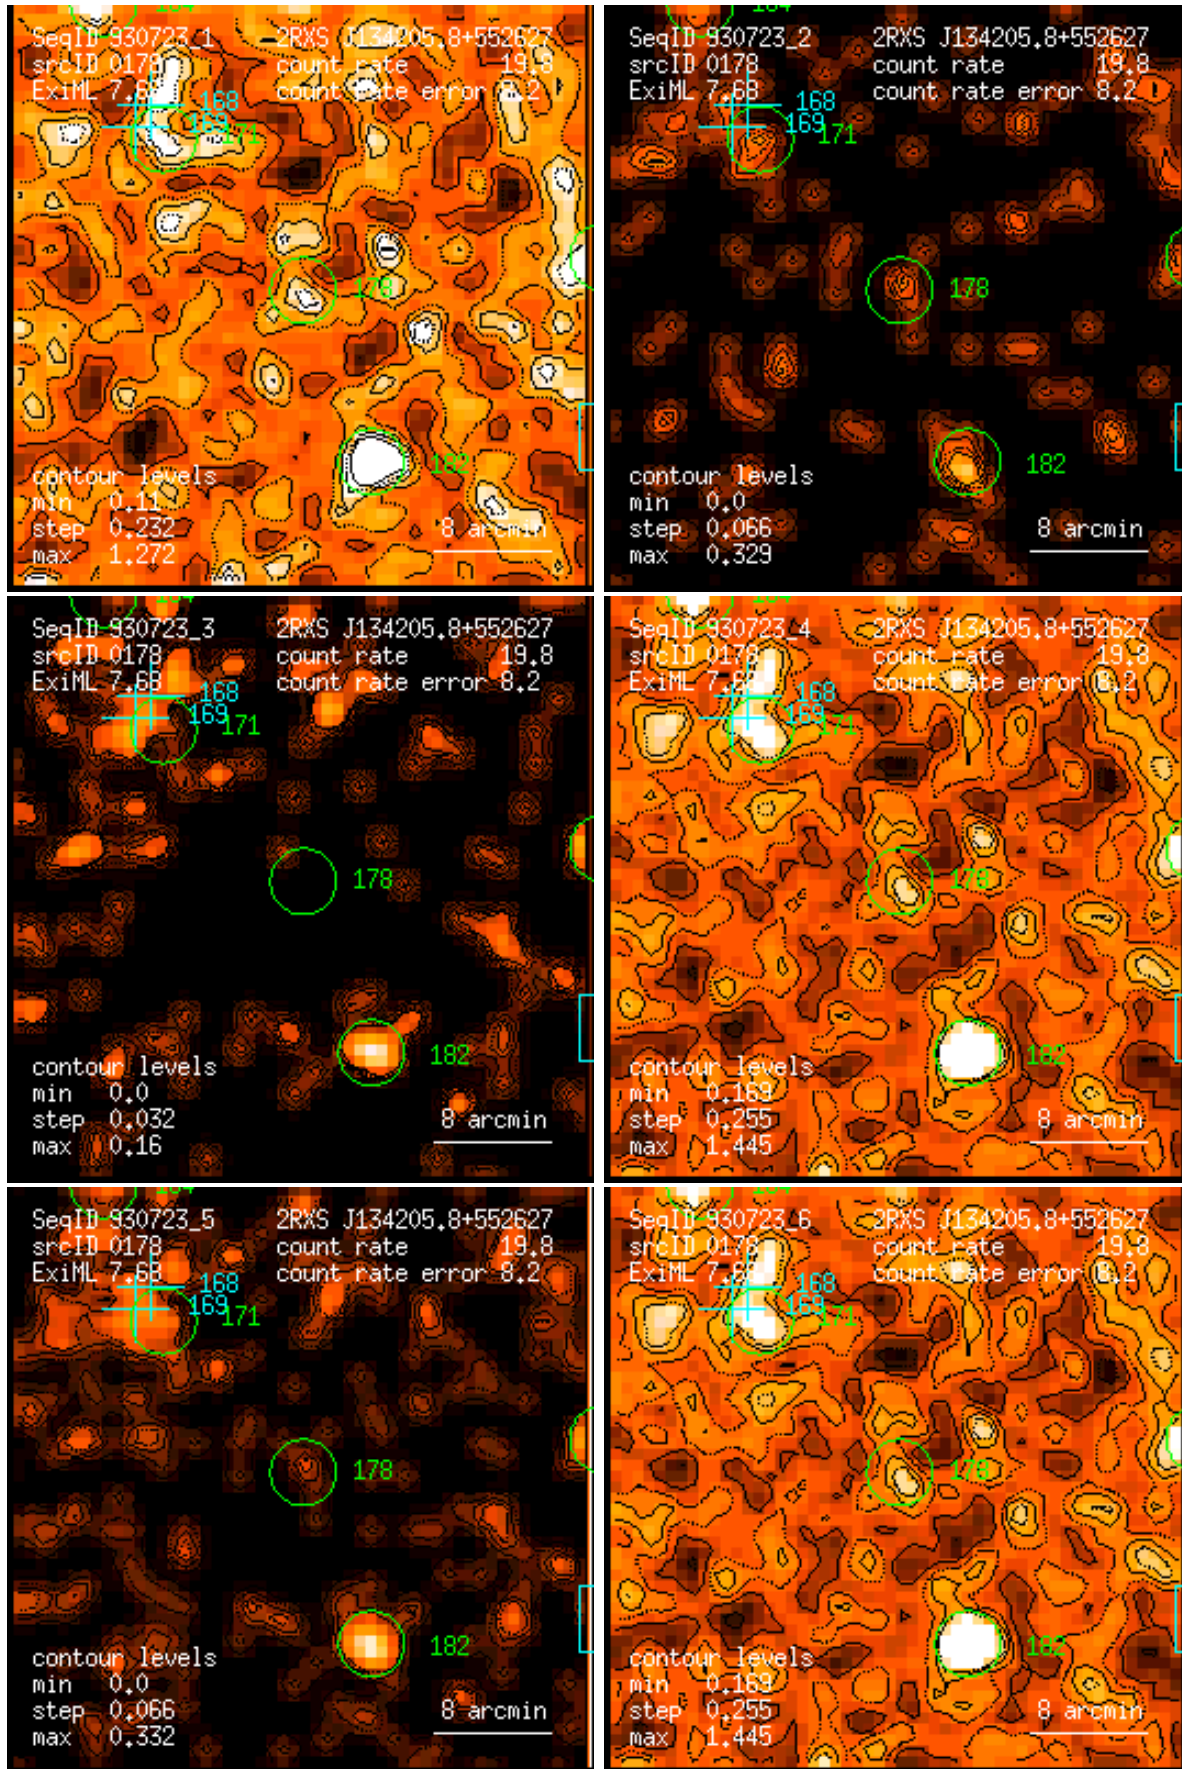 SeqID 930723_1 2RXS J134205.8+552627
srcID 0178 count rate 19.8
ExiML 7.68 count rate error 8.2
168
169 171
178
182
contour levels
min 0.11
step 0.232
max 1.272
8 arcmin
SeqID 930723_2 2RXS J134205.8+552627
srcID 0178 count rate 19.8
ExiML 7.68 count rate error 8.2
168
169 171
178
182
contour levels
min 0.0
step 0.066
max 0.329
8 arcmin
SeqID 930723_3 2RXS J134205.8+552627
srcID 0178 count rate 19.8
ExiML 7.68 count rate error 8.2
168
169 171
178
182
contour levels
min 0.0
step 0.032
max 0.16
8 arcmin
SeqID 930723_4 2RXS J134205.8+552627
srcID 0178 count rate 19.8
ExiML 7.68 count rate error 8.2
168
169 171
178
182
contour levels
min 0.169
step 0.255
max 1.445
8 arcmin
SeqID 930723_5 2RXS J134205.8+552627
srcID 0178 count rate 19.8
ExiML 7.68 count rate error 8.2
168
169 171
178
182
contour levels
min 0.0
step 0.066
max 0.332
8 arcmin
SeqID 930723_6 2RXS J134205.8+552627
srcID 0178 count rate 19.8
ExiML 7.68 count rate error 8.2
168
169 171
178
182
contour levels
min 0.169
step 0.255
max 1.445
8 arcmin